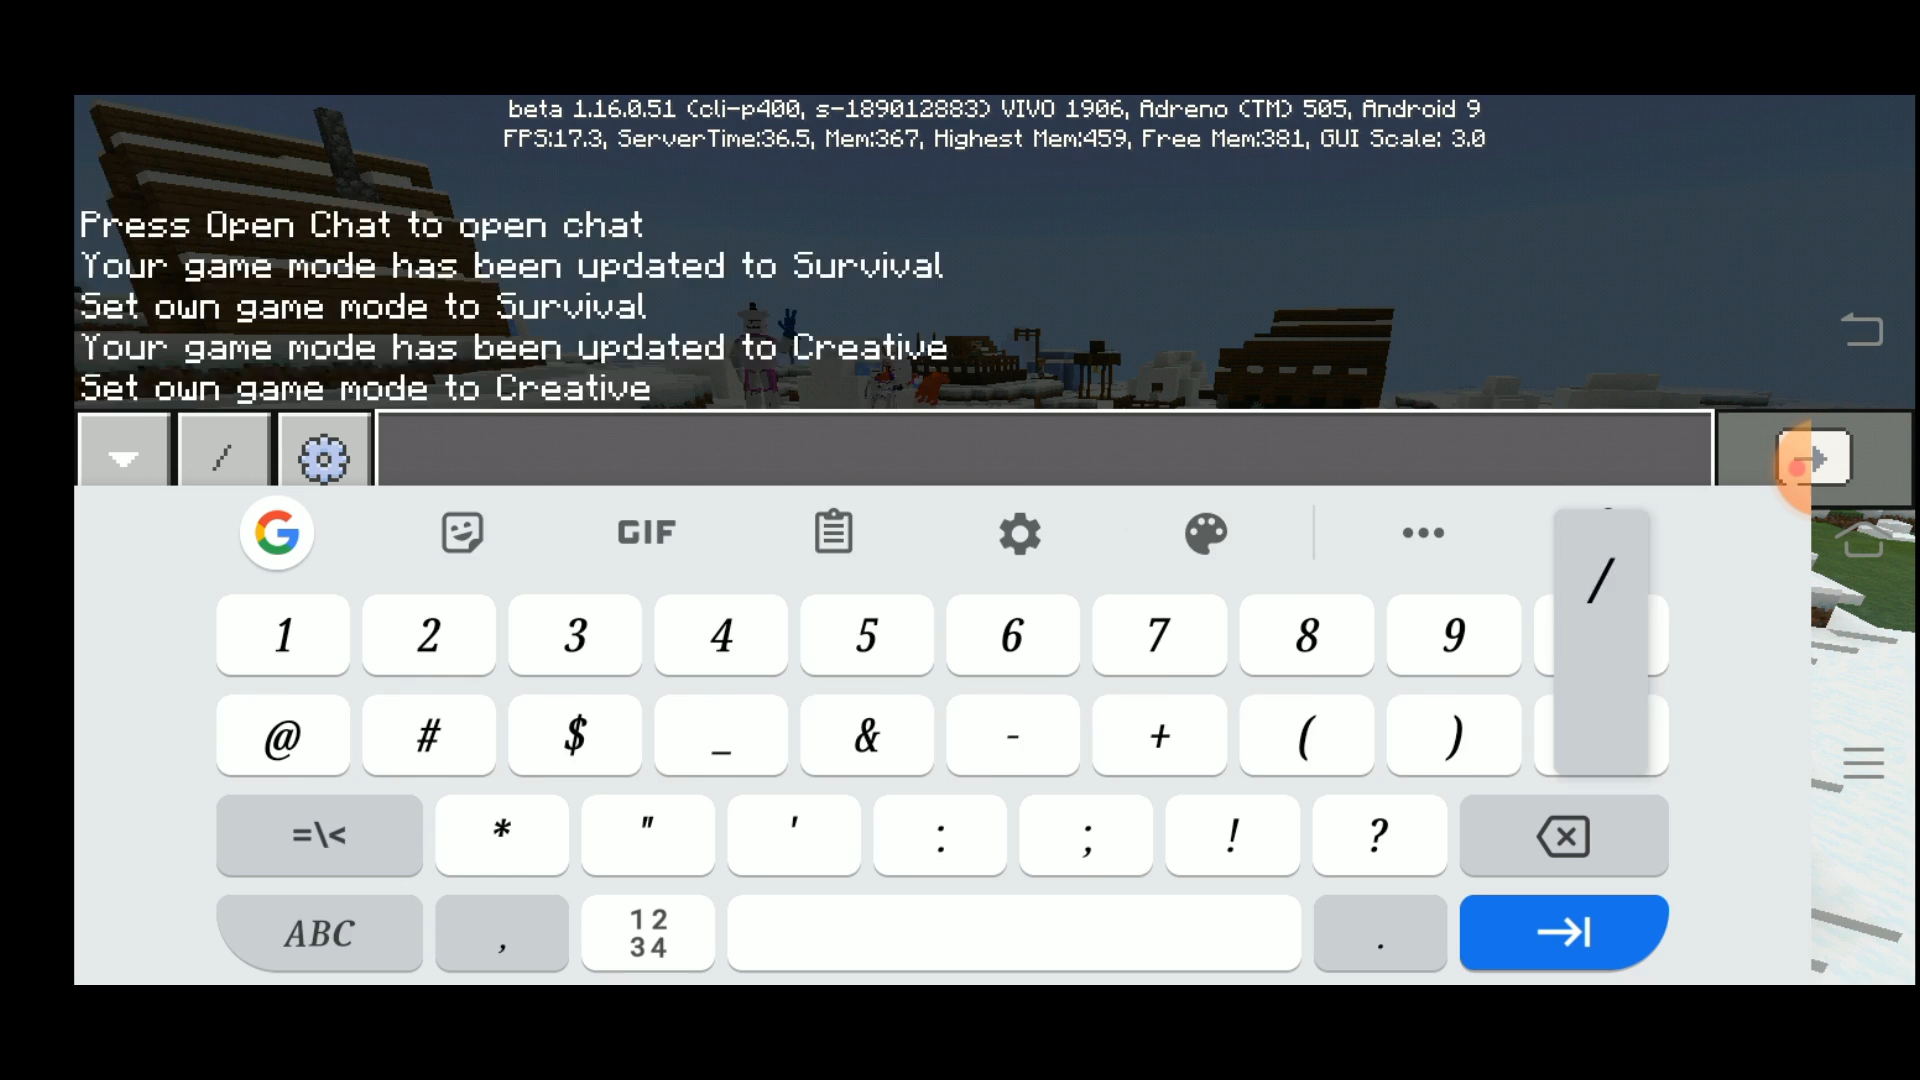 beta 1.16.0.51 (cli-p400, s-189012883) VIVO 1906, Adreno (TM) 505, Android 9
FPS:17.3, ServerTime:36.5, Mem:367, Highest Mem:459, Free Mem:381, GUI Scale: 3.0
Press Open Chat to open chat
Your game mode has been updated to Survival
Set own game mode to Survival
Your game mode has been updated to Creative
Set own game mode to Creative
/
G GIF
/
1 2 3 4 5 6 7 8 9
@ # $ _ & - + ( )
=\< * " ' : ; ! ?
ABC , 12 .
34